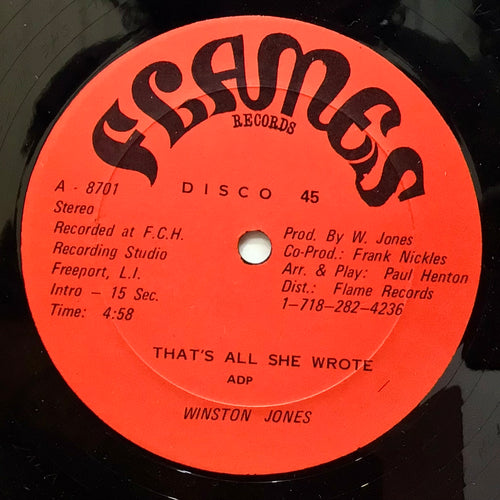 FLAMES
RECORDS
DISCO 45
A - 8701
Stereo
Recorded at F.C.H.
Recording Studio
Freeport, L.I.
Intro — 15 Sec.
Time: 4:58
Prod. By W. Jones
Co-Prod.: Frank Nickles
Arr. & Play: Paul Henton
Dist.: Flame Records
1-718-282-4236
THAT'S ALL SHE WROTE
ADP
WINSTON JONES